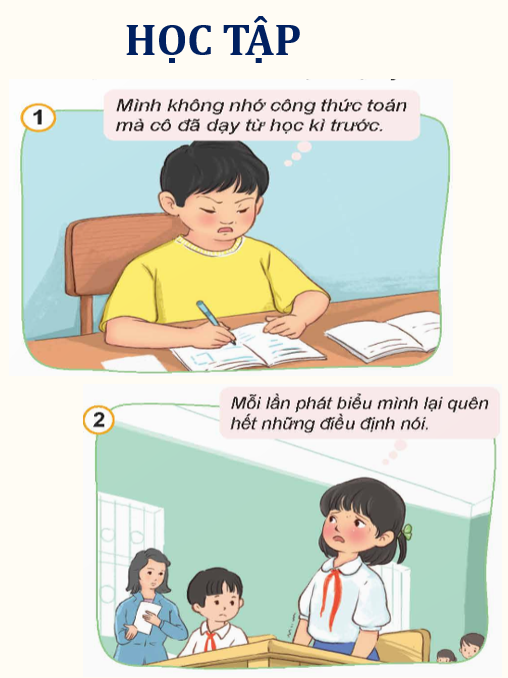 HỌC TẬP
1
Mình không nhớ công thức toán
mà cô đã dạy từ học kì trước.
2
Mỗi lần phát biểu mình lại quên
hết những điều định nói.